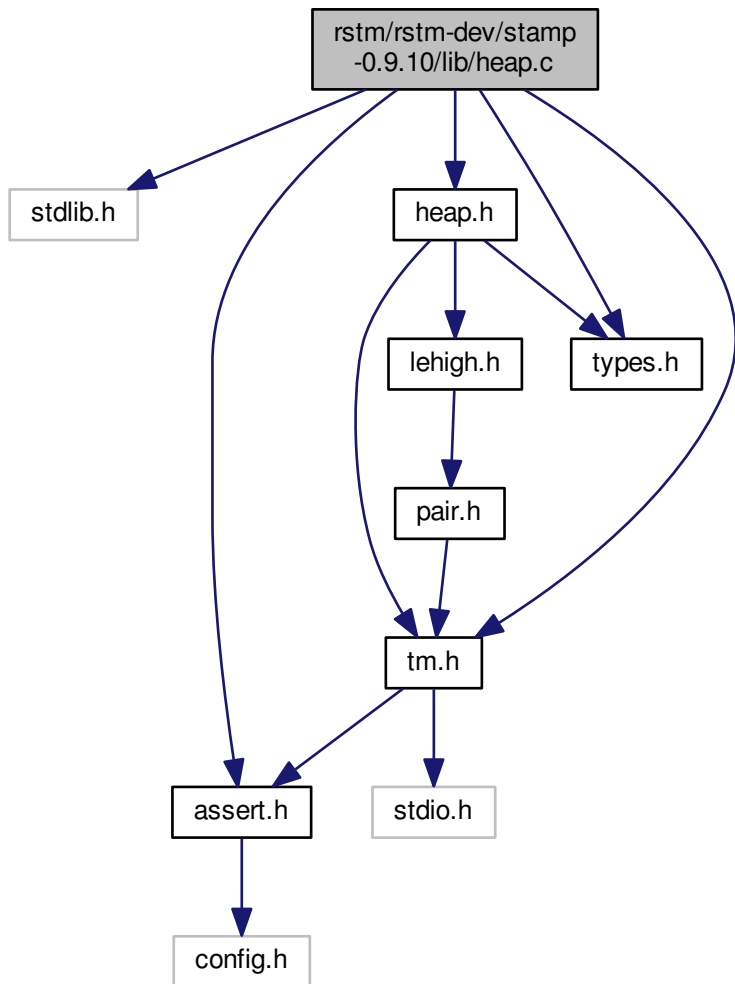 rstm/rstm-dev/stamp
-0.9.10/lib/heap.c
stdlib.h
heap.h
lehigh.h
types.h
pair.h
tm.h
assert.h
stdio.h
config.h